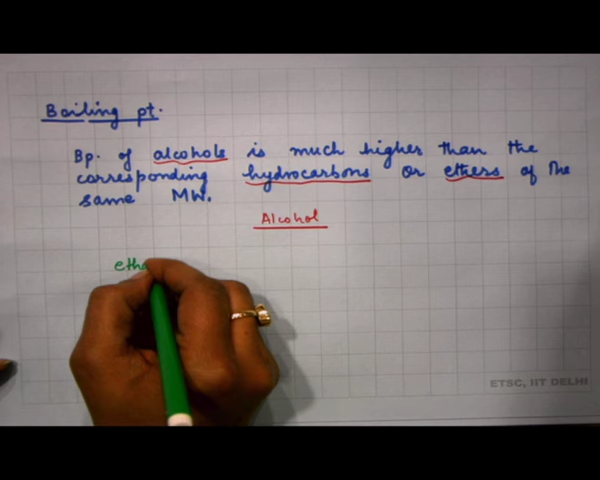 Boiling pt.
Bp. of alcohols is much higher than the
corresponding hydrocarbons or ethers of the
same MW.
Alcohol
etha
ETSC, IIT DELHI